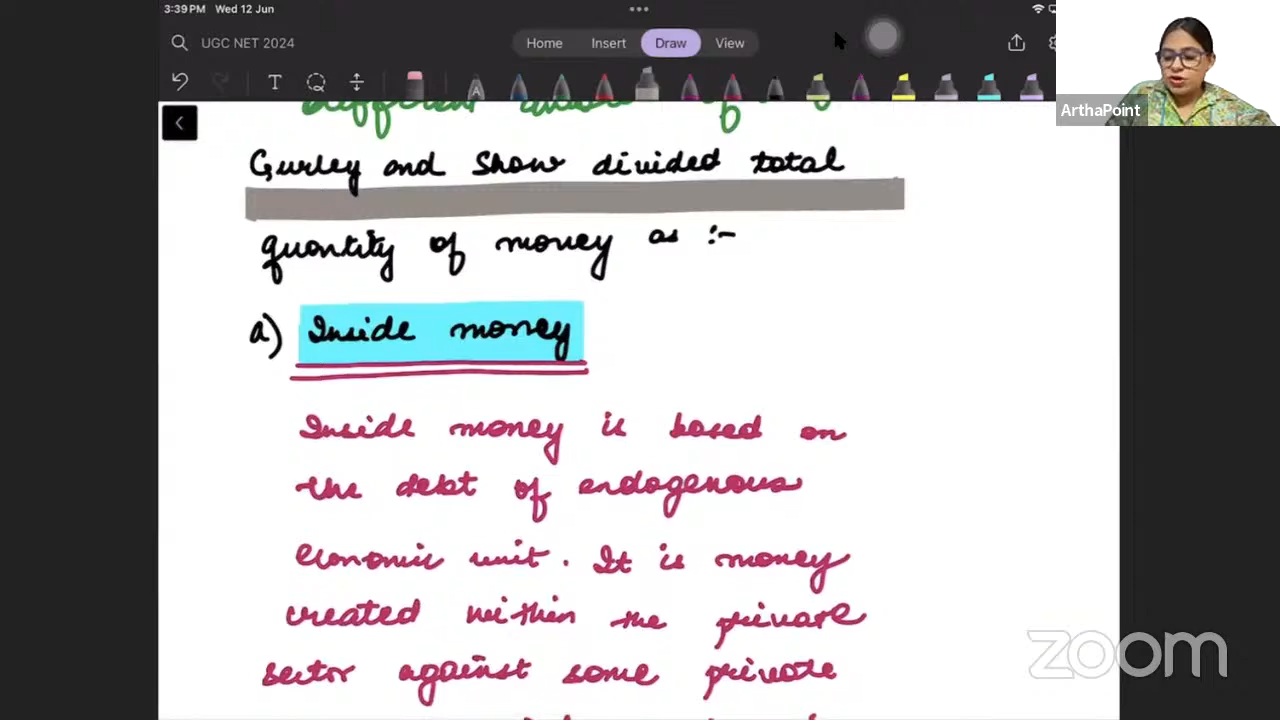 3:39 PM Wed 12 Jun
UGC NET 2024
Home Insert Draw View
ArthaPoint
different
Gurley and Show divided total
quantity of money as :-
a) Inside money
Inside money is based on
the debt of endogenous
economic unit. It is money
created within the private
sector against some private
zoom